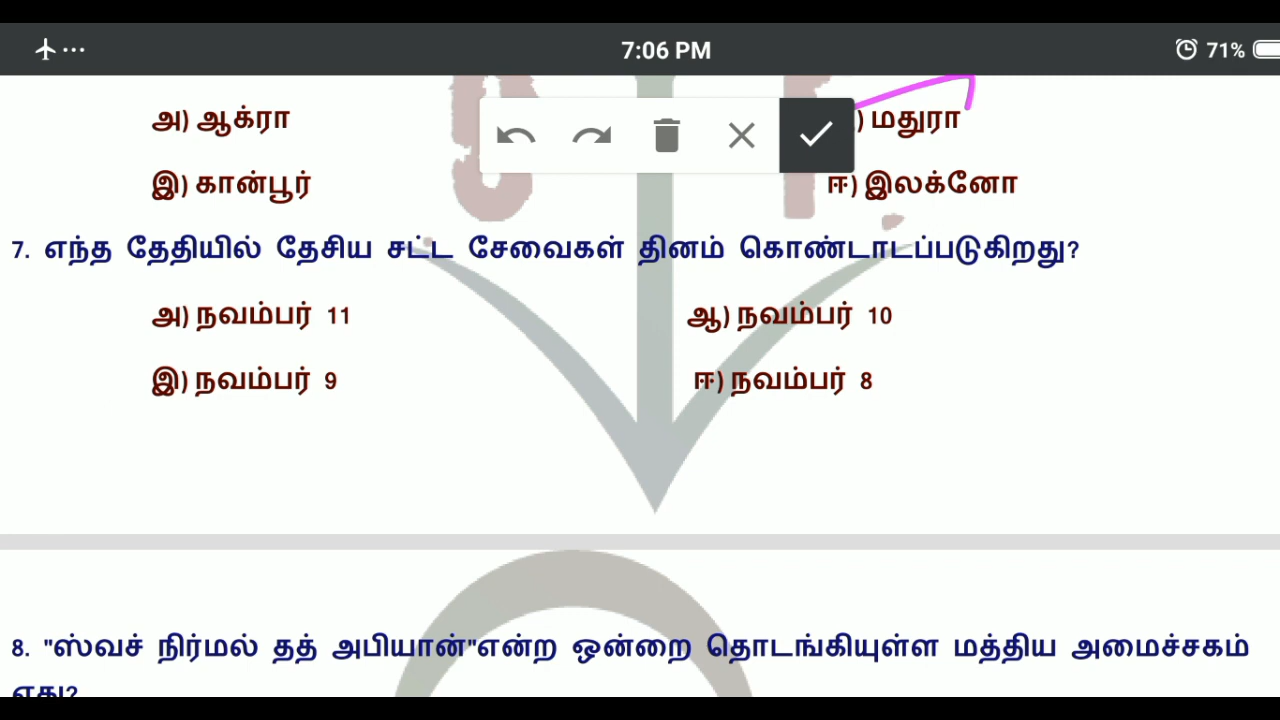 7:06 PM
71%
அ) ஆக்ரா
) மதுரா
இ) கான்பூர்
ஈ) இலக்னோ
7. எந்த தேதியில் தேசிய சட்ட சேவைகள் தினம் கொண்டாடப்படுகிறது?
அ) நவம்பர் 11
ஆ) நவம்பர் 10
இ) நவம்பர் 9
ஈ) நவம்பர் 8
8. "ஸ்வச் நிர்மல் தத் அபியான்"என்ற ஒன்றை தொடங்கியுள்ள மத்திய அமைச்சகம்
எது?